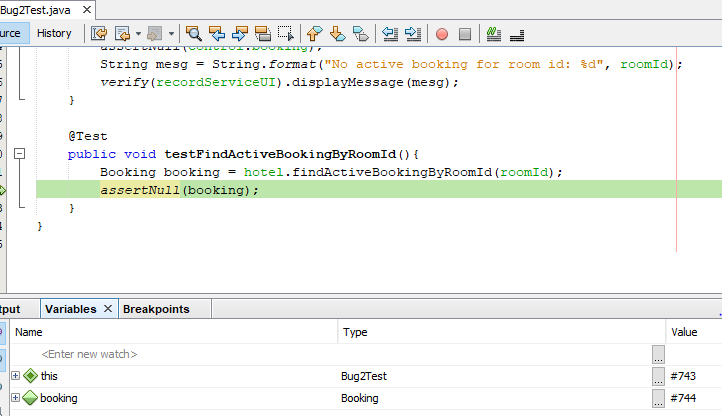 Bug2Test.java
urce History
assertNull(control.booking);
String mesg = String.format("No active booking for room id: %d", roomId);
verify(recordServiceUI).displayMessage(mesg);
}
@Test
public void testFindActiveBookingByRoomId(){
Booking booking = hotel.findActiveBookingByRoomId(roomId);
assertNull(booking);
}
}
tput Variables Breakpoints
Name Type Value
<Enter new watch> ...
this Bug2Test ... #743
booking Booking ... #744